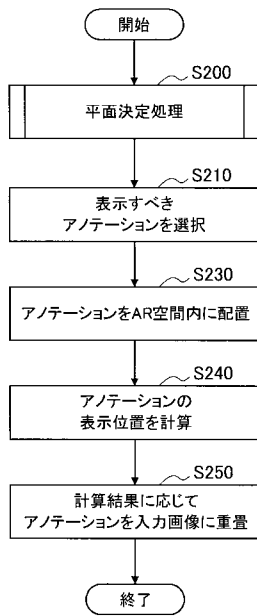 開始
S200
平面決定処理
S210
表示すべき
アノテーションを選択
S230
アノテーションをAR空間内に配置
S240
アノテーションの
表示位置を計算
S250
計算結果に応じて
アノテーションを入力画像に重畳
終了